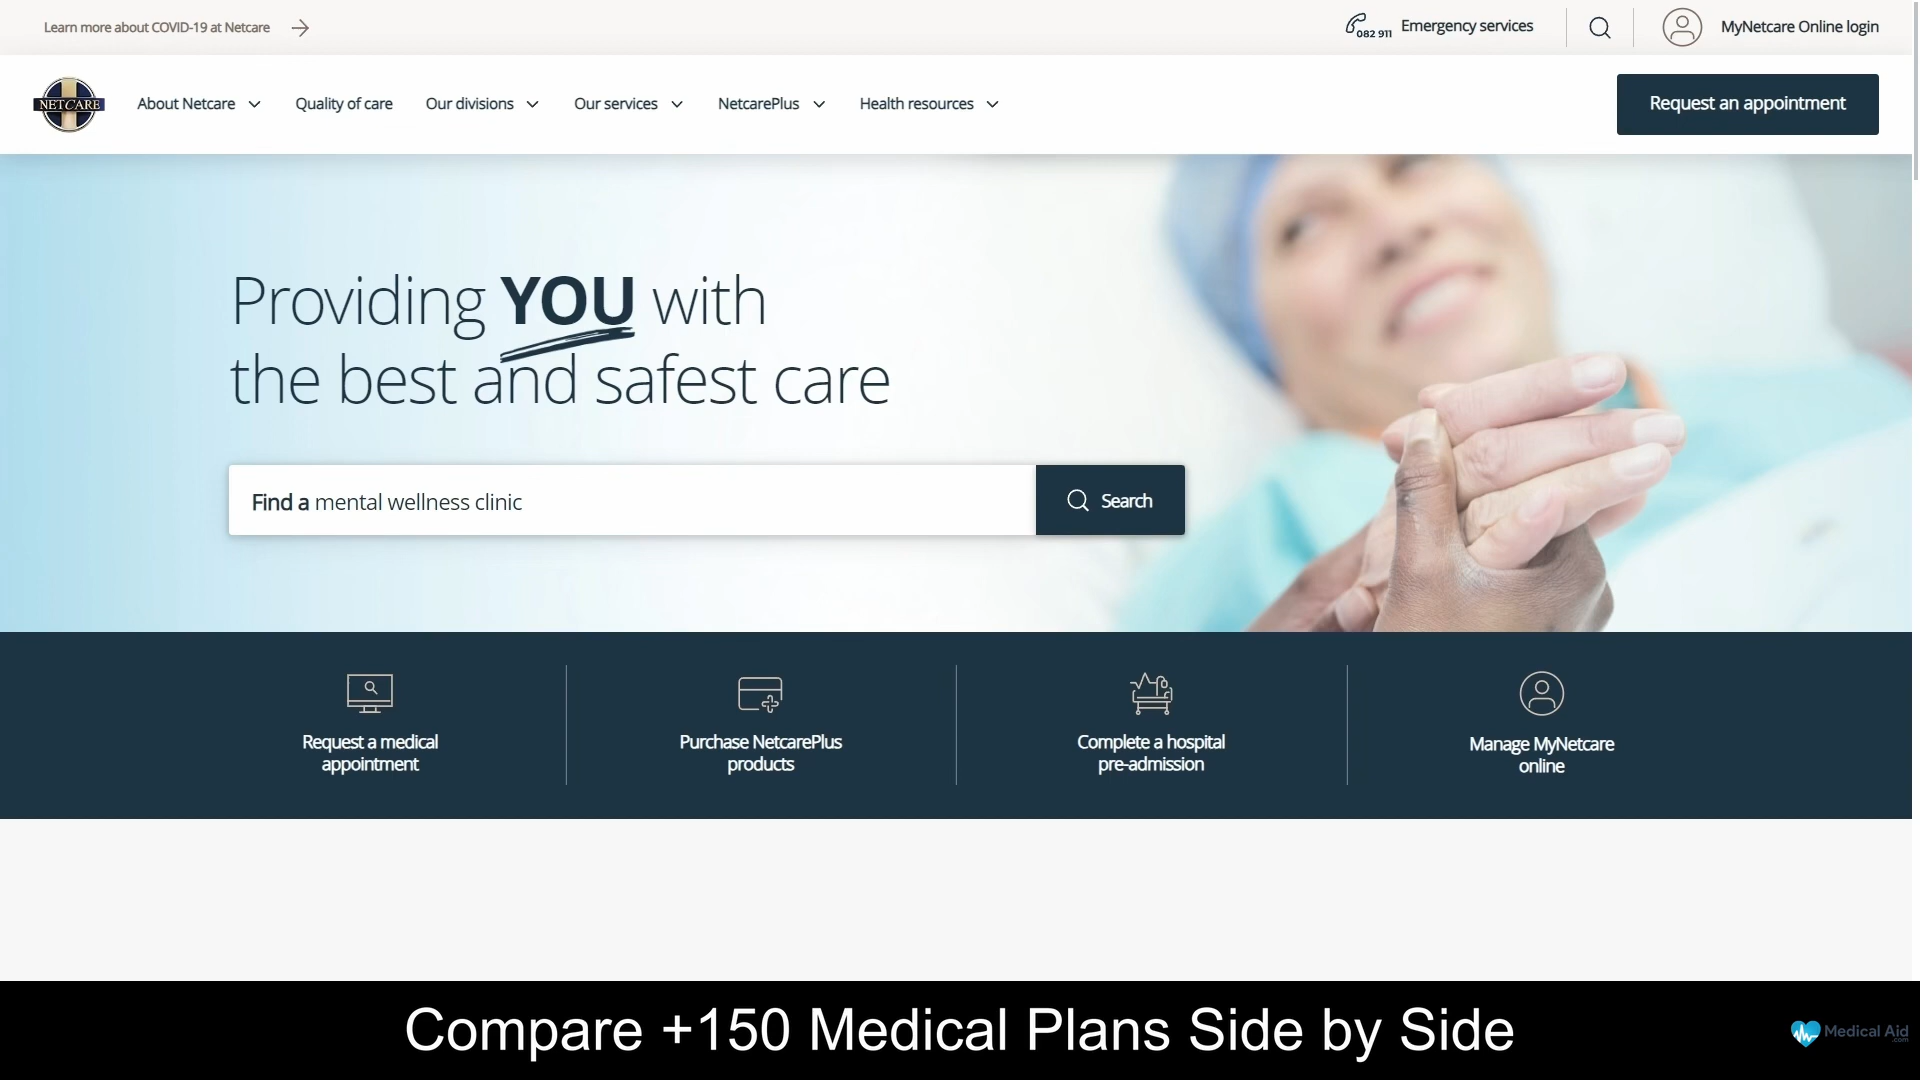 Learn more about COVID-19 at Netcare
082 911 Emergency services
MyNetcare Online login
NETCARE
About Netcare
Quality of care
Our divisions
Our services
NetcarePlus
Health resources
Request an appointment
Providing YOU with
the best and safest care
Find a mental wellness clinic
Search
Request a medical
appointment
Purchase NetcarePlus
products
Complete a hospital
pre-admission
Manage MyNetcare
online
Compare +150 Medical Plans Side by Side
Medical Aid
.com